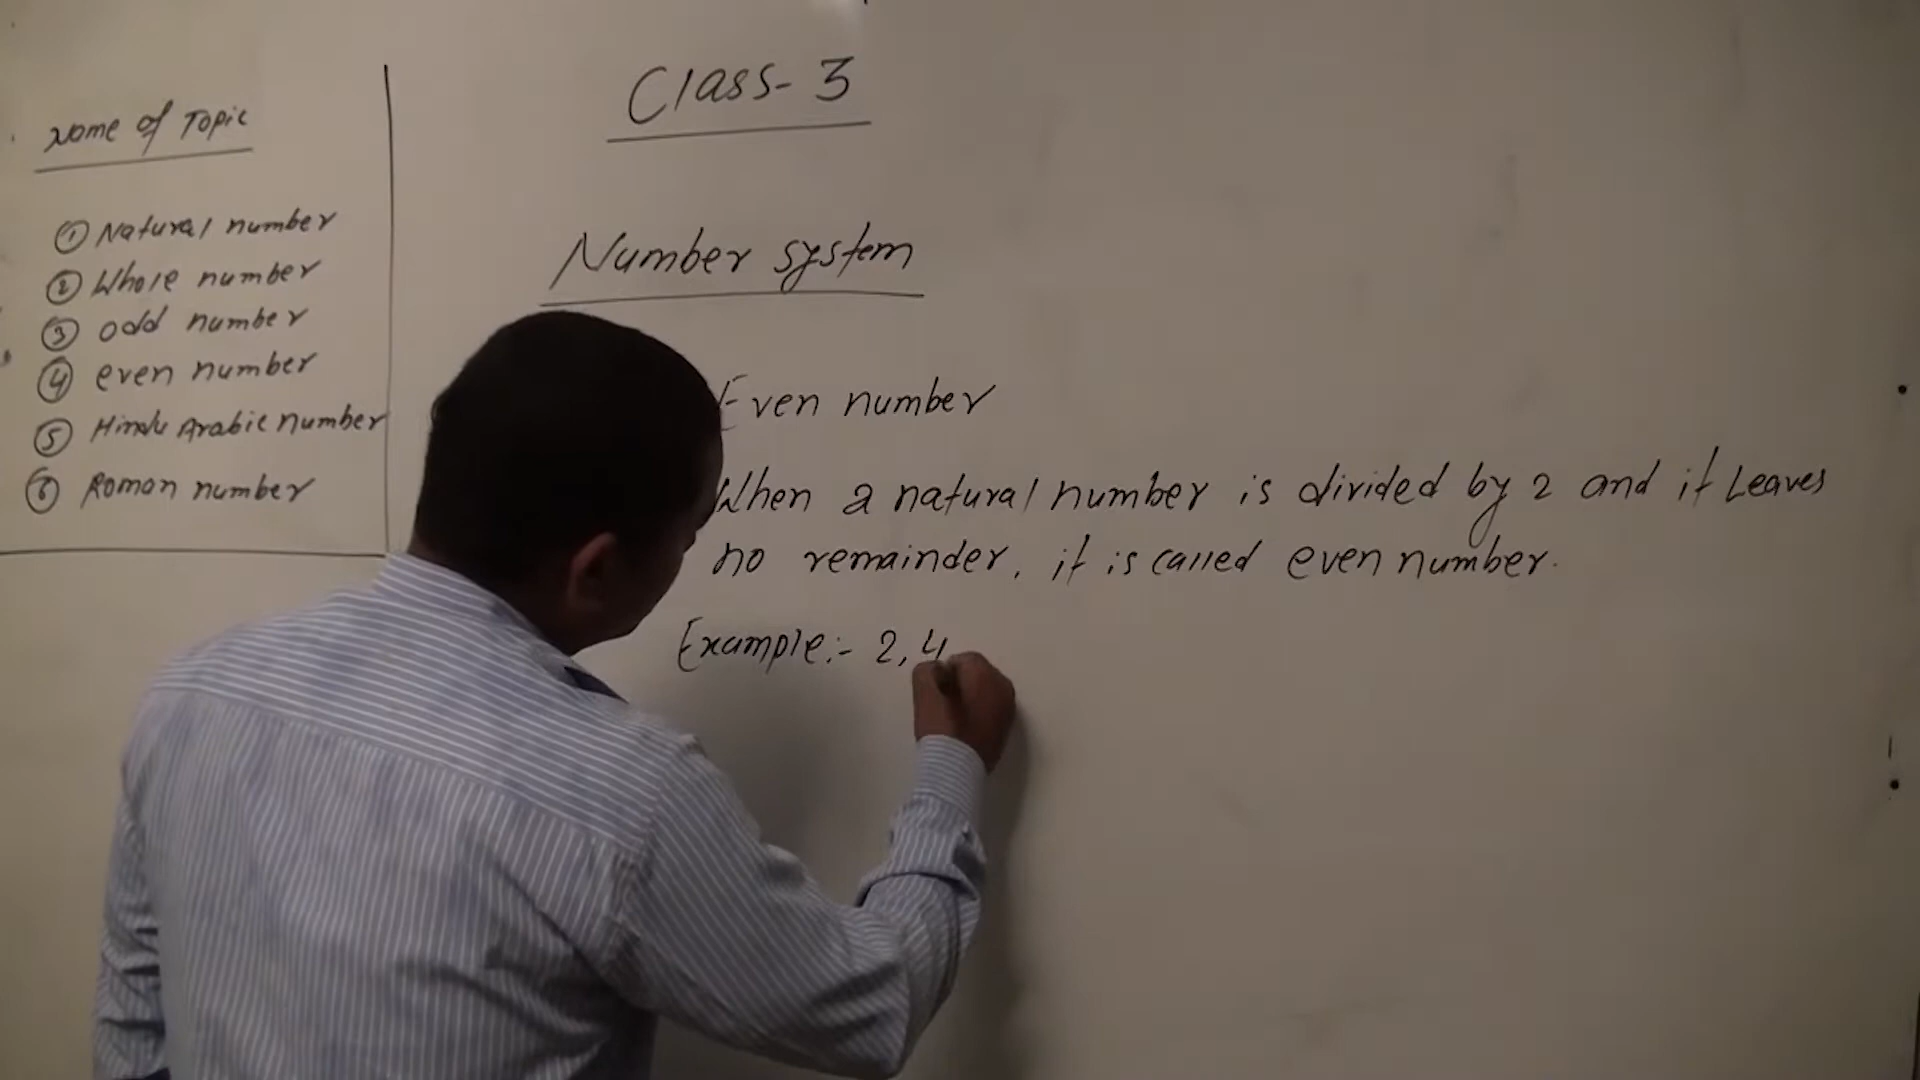 Name of Topic
① Natural number
② Whole number
③ odd number
④ even number
⑤ Hindu Arabic number
⑥ Roman number
Class- 3
Number system
Even number
When a natural number is divided by 2 and it leaves
no remainder, it is called even number.
Example:- 2, 4